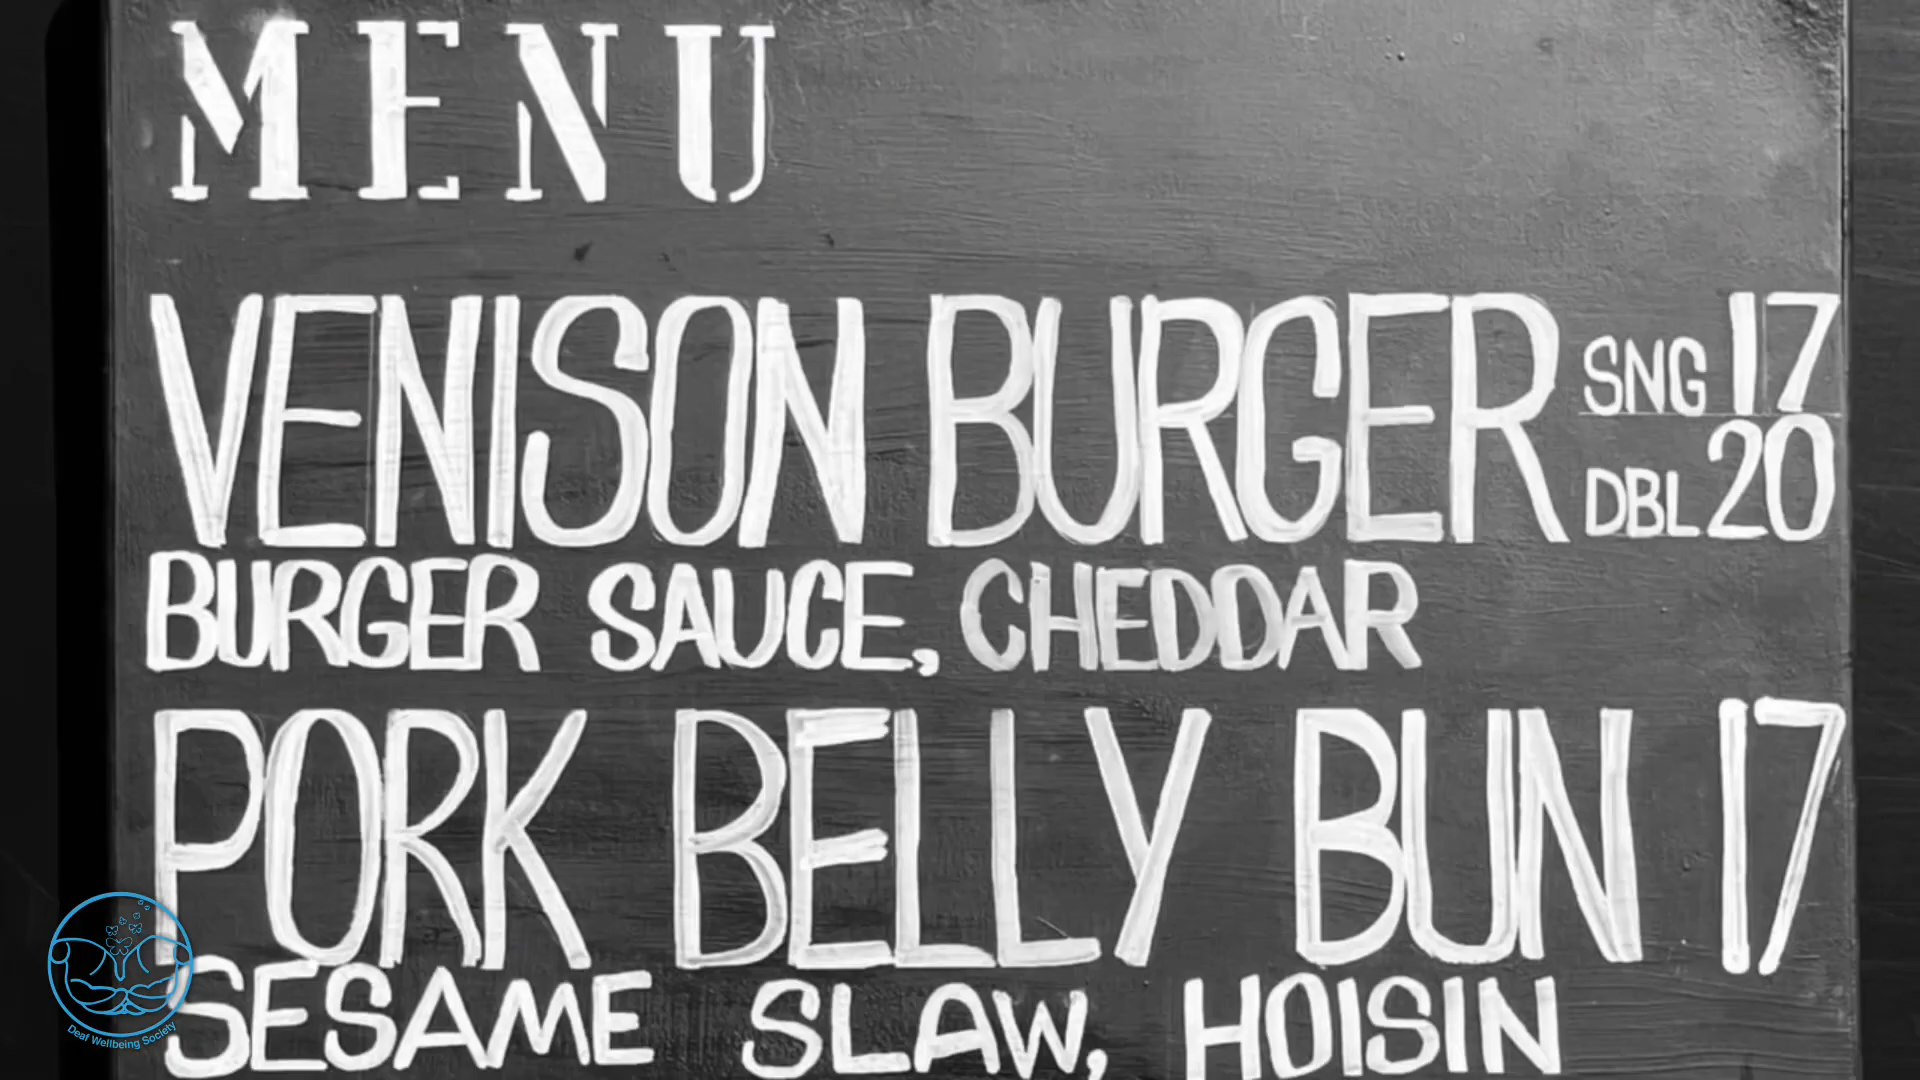 MENU
VENISON BURGER SNG 17
DBL 20
BURGER SAUCE, CHEDDAR
PORK BELLY BUN 17
SESAME SLAW, HOISIN
Deaf Wellbeing Society